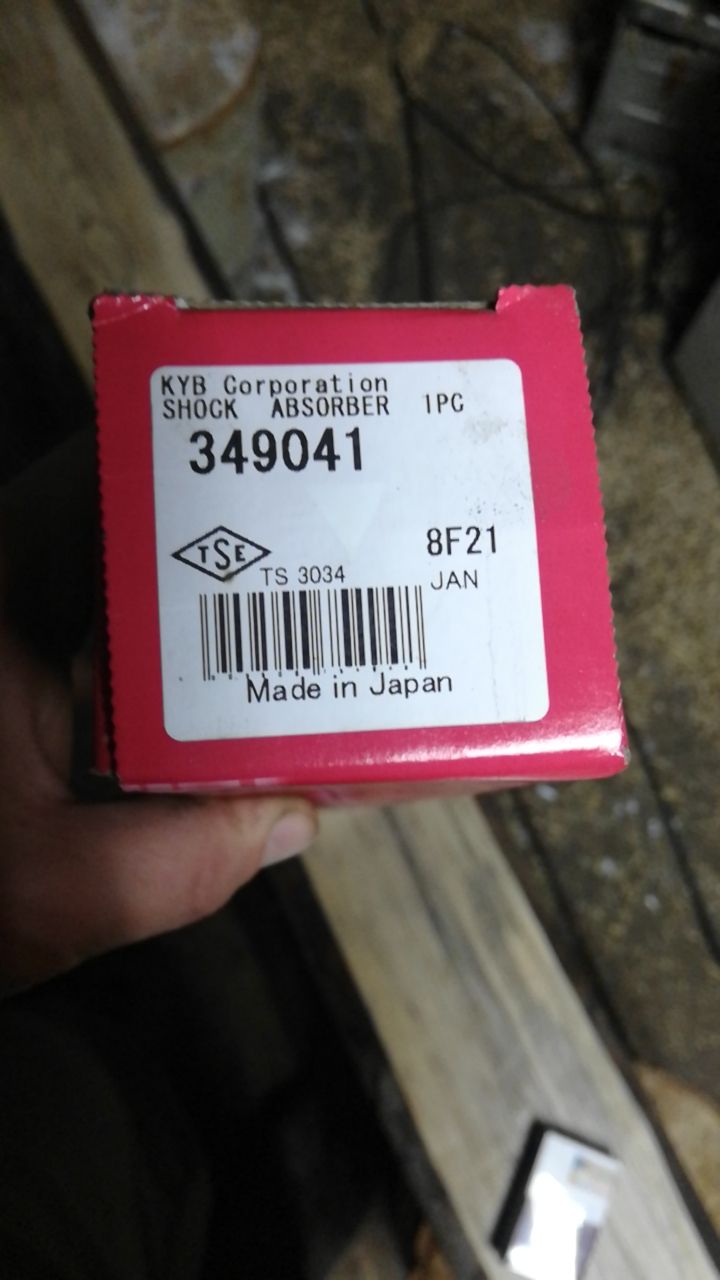 KYB Corporation
SHOCK ABSORBER 1PC
349041
TSE
8F21
TS 3034
JAN
Made in Japan